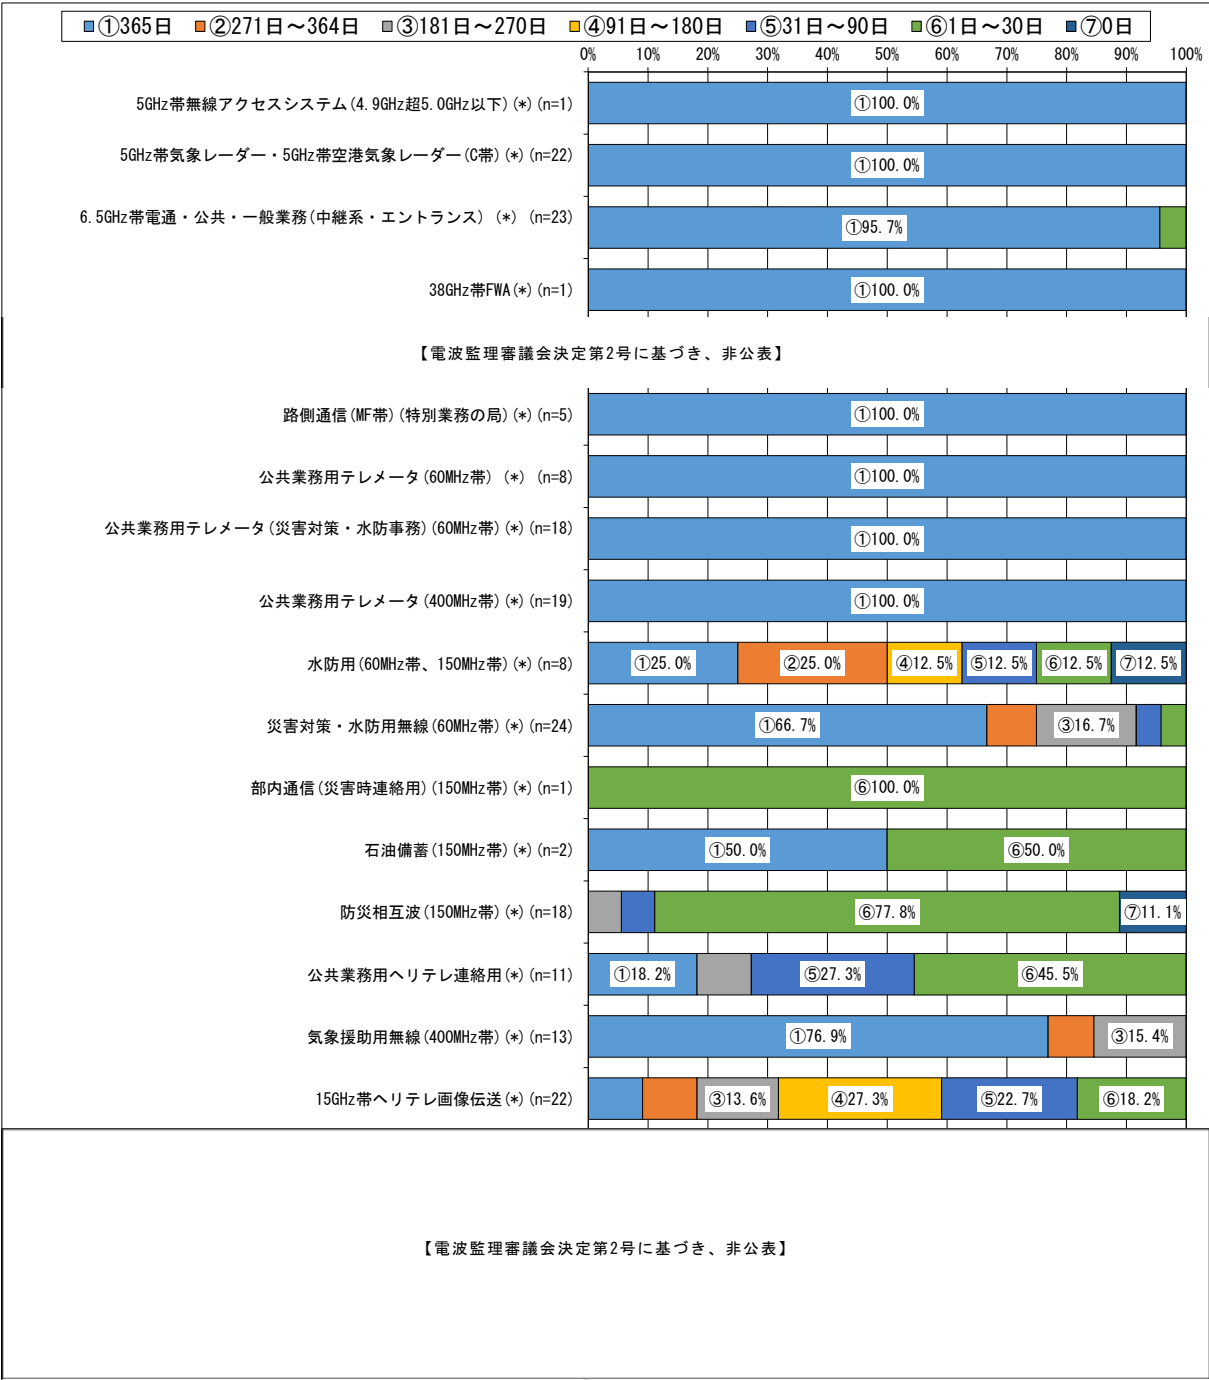 ①365日 ②271日～364日 ③181日～270日 ④91日～180日 ⑤31日～90日 ⑥1日～30日 ⑦0日
0% 10% 20% 30% 40% 50% 60% 70% 80% 90% 100%
5GHz帯無線アクセスシステム(4.9GHz超5.0GHz以下)(*)(n=1) ①100.0%
5GHz帯気象レーダー・5GHz帯空港気象レーダー(C帯)(*)(n=22) ①100.0%
6.5GHz帯電通・公共・一般業務(中継系・エントランス) (*) (n=23) ①95.7%
38GHz帯FWA(*)(n=1) ①100.0%
【電波監理審議会決定第2号に基づき、非公表】
路側通信(MF帯)(特別業務の局)(*)(n=5) ①100.0%
公共業務用テレメータ(60MHz帯) (*) (n=8) ①100.0%
公共業務用テレメータ(災害対策・水防事務)(60MHz帯)(*)(n=18) ①100.0%
公共業務用テレメータ(400MHz帯)(*)(n=19) ①100.0%
水防用(60MHz帯、150MHz帯)(*)(n=8) ①25.0% ②25.0% ④12.5% ⑤12.5% ⑥12.5% ⑦12.5%
災害対策・水防用無線(60MHz帯)(*)(n=24) ①66.7% ③16.7%
部内通信(災害時連絡用)(150MHz帯)(*)(n=1) ⑥100.0%
石油備蓄(150MHz帯)(*)(n=2) ①50.0% ⑥50.0%
防災相互波(150MHz帯)(*)(n=18) ⑥77.8% ⑦11.1%
公共業務用ヘリテレ連絡用(*)(n=11) ①18.2% ⑤27.3% ⑥45.5%
気象援助用無線(400MHz帯)(*)(n=13) ①76.9% ③15.4%
15GHz帯ヘリテレ画像伝送(*)(n=22) ③13.6% ④27.3% ⑤22.7% ⑥18.2%
【電波監理審議会決定第2号に基づき、非公表】